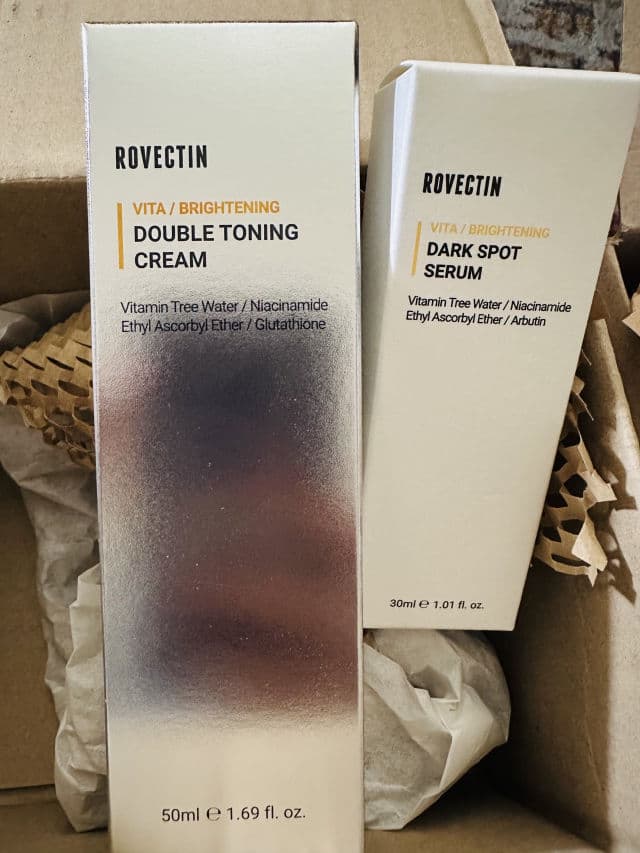 ROVECTIN
VITA / BRIGHTENING
DOUBLE TONING
CREAM
Vitamin Tree Water / Niacinamide
Ethyl Ascorbyl Ether / Glutathione
50ml ℮ 1.69 fl. oz.
ROVECTIN
VITA / BRIGHTENING
DARK SPOT
SERUM
Vitamin Tree Water / Niacinamide
Ethyl Ascorbyl Ether / Arbutin
30ml ℮ 1.01 fl. oz.